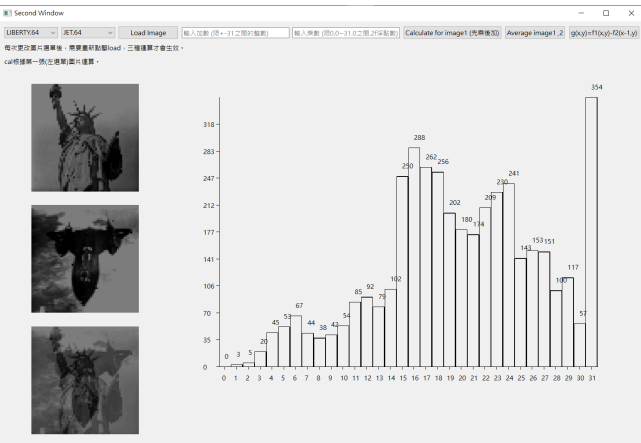 Second Window
LIBERTY.64 JET.64 Load Image 輸入加數 (限+-31之間的整數) 輸入乘數 (限0.0~31.0之間.2f浮點數) Calculate for image1 (先乘後加) Average image1 ,2 g(x,y)=f1(x,y)-f2(x-1,y)
每次更改圖片選單後，需要重新點擊load，三種運算才會生效。
cal根據第一張(左選單)圖片運算。
354
318 288
283 262 256
247 250 241
230
212 202 209
177 180 174
141 143 153 151
106 102 100 117
85 92 79
70 67 57
53 54
35 45 44 38 42
20
0 0 3 5
0 1 2 3 4 5 6 7 8 9 10 11 12 13 14 15 16 17 18 19 20 21 22 23 24 25 26 27 28 29 30 31